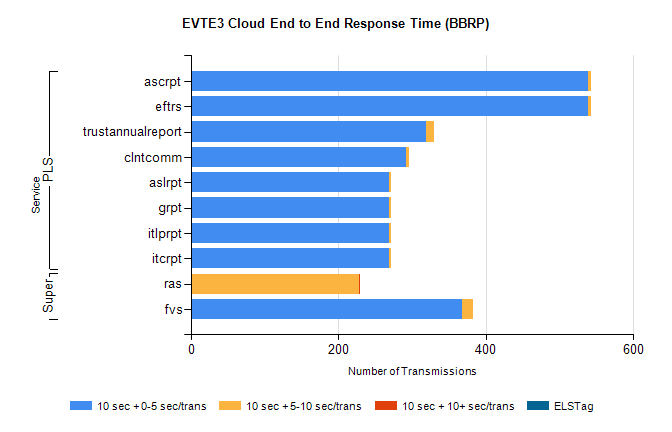 EVTE3 Cloud End to End Response Time (BBRP)
Service
PLS
Super
ascrpt
eftrs
trustannualreport
clntcomm
aslrpt
grpt
itlprpt
itcrpt
ras
fvs
0 200 400 600
Number of Transmissions
10 sec +0-5 sec/trans 10 sec +5-10 sec/trans 10 sec + 10+ sec/trans ELSTag